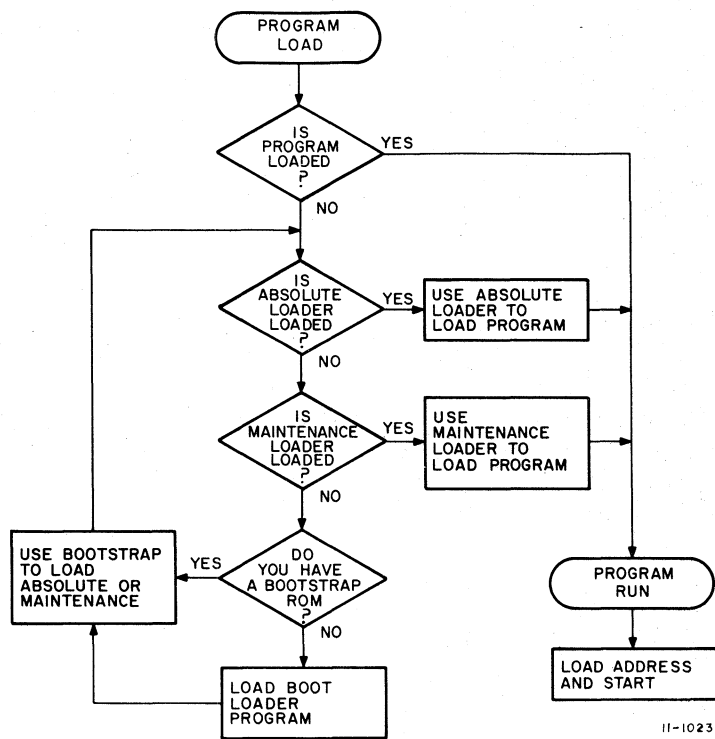 PROGRAM
LOAD
IS
PROGRAM
LOADED
?
YES
NO
IS
ABSOLUTE
LOADER
LOADED
?
YES
NO
USE ABSOLUTE
LOADER TO
LOAD PROGRAM
IS
MAINTENANCE
LOADER
LOADED
?
YES
NO
USE
MAINTENANCE
LOADER TO
LOAD PROGRAM
DO
YOU HAVE
A BOOTSTRAP
ROM
?
YES
NO
USE BOOTSTRAP
TO LOAD
ABSOLUTE OR
MAINTENANCE
LOAD BOOT
LOADER
PROGRAM
PROGRAM
RUN
LOAD ADDRESS
AND START
11-1023